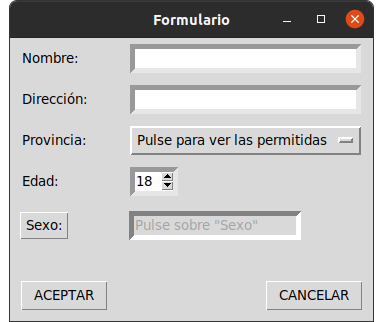 Formulario
Nombre:
Dirección:
Provincia: Pulse para ver las permitidas
Edad: 18
Sexo: Pulse sobre "Sexo"
ACEPTAR CANCELAR